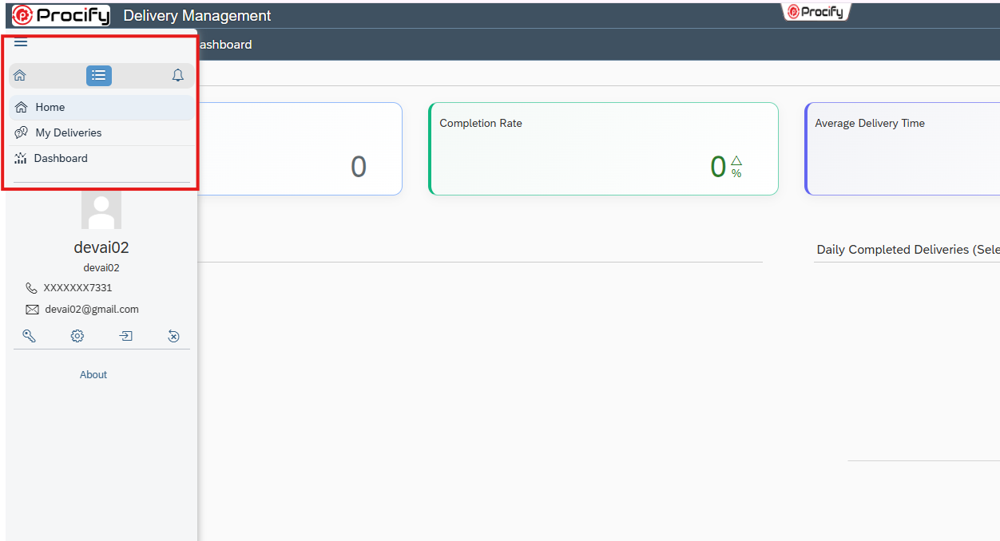 Procify Delivery Management
Procify
ashboard
Home
My Deliveries
Dashboard
0
Completion Rate
0
%
Average Delivery Time
devai02
devai02
XXXXXXX7331
devai02@gmail.com
About
Daily Completed Deliveries (Sele